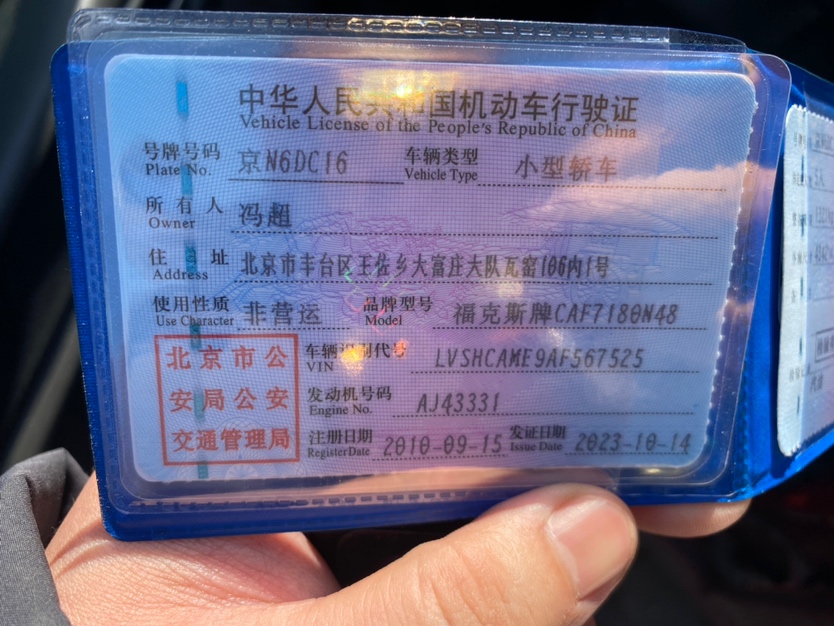 中华人民共和国机动车行驶证
Vehicle License of the People's Republic of China
号牌号码 京N6DC16 车辆类型 小型轿车
Plate No. Vehicle Type
所有人 冯超
Owner
住址 北京市丰台区王佐乡大富庄大队瓦窑106内1号
Address
使用性质 非营运 品牌型号 福克斯牌CAF7180N48
Use Character Model
北京市公
安局公安
交通管理局
车辆识别代号 LVSHCAME9AF567525
VIN
发动机号码 AJ43331
Engine No.
注册日期 2010-09-15 发证日期 2023-10-14
Register Date Issue Date